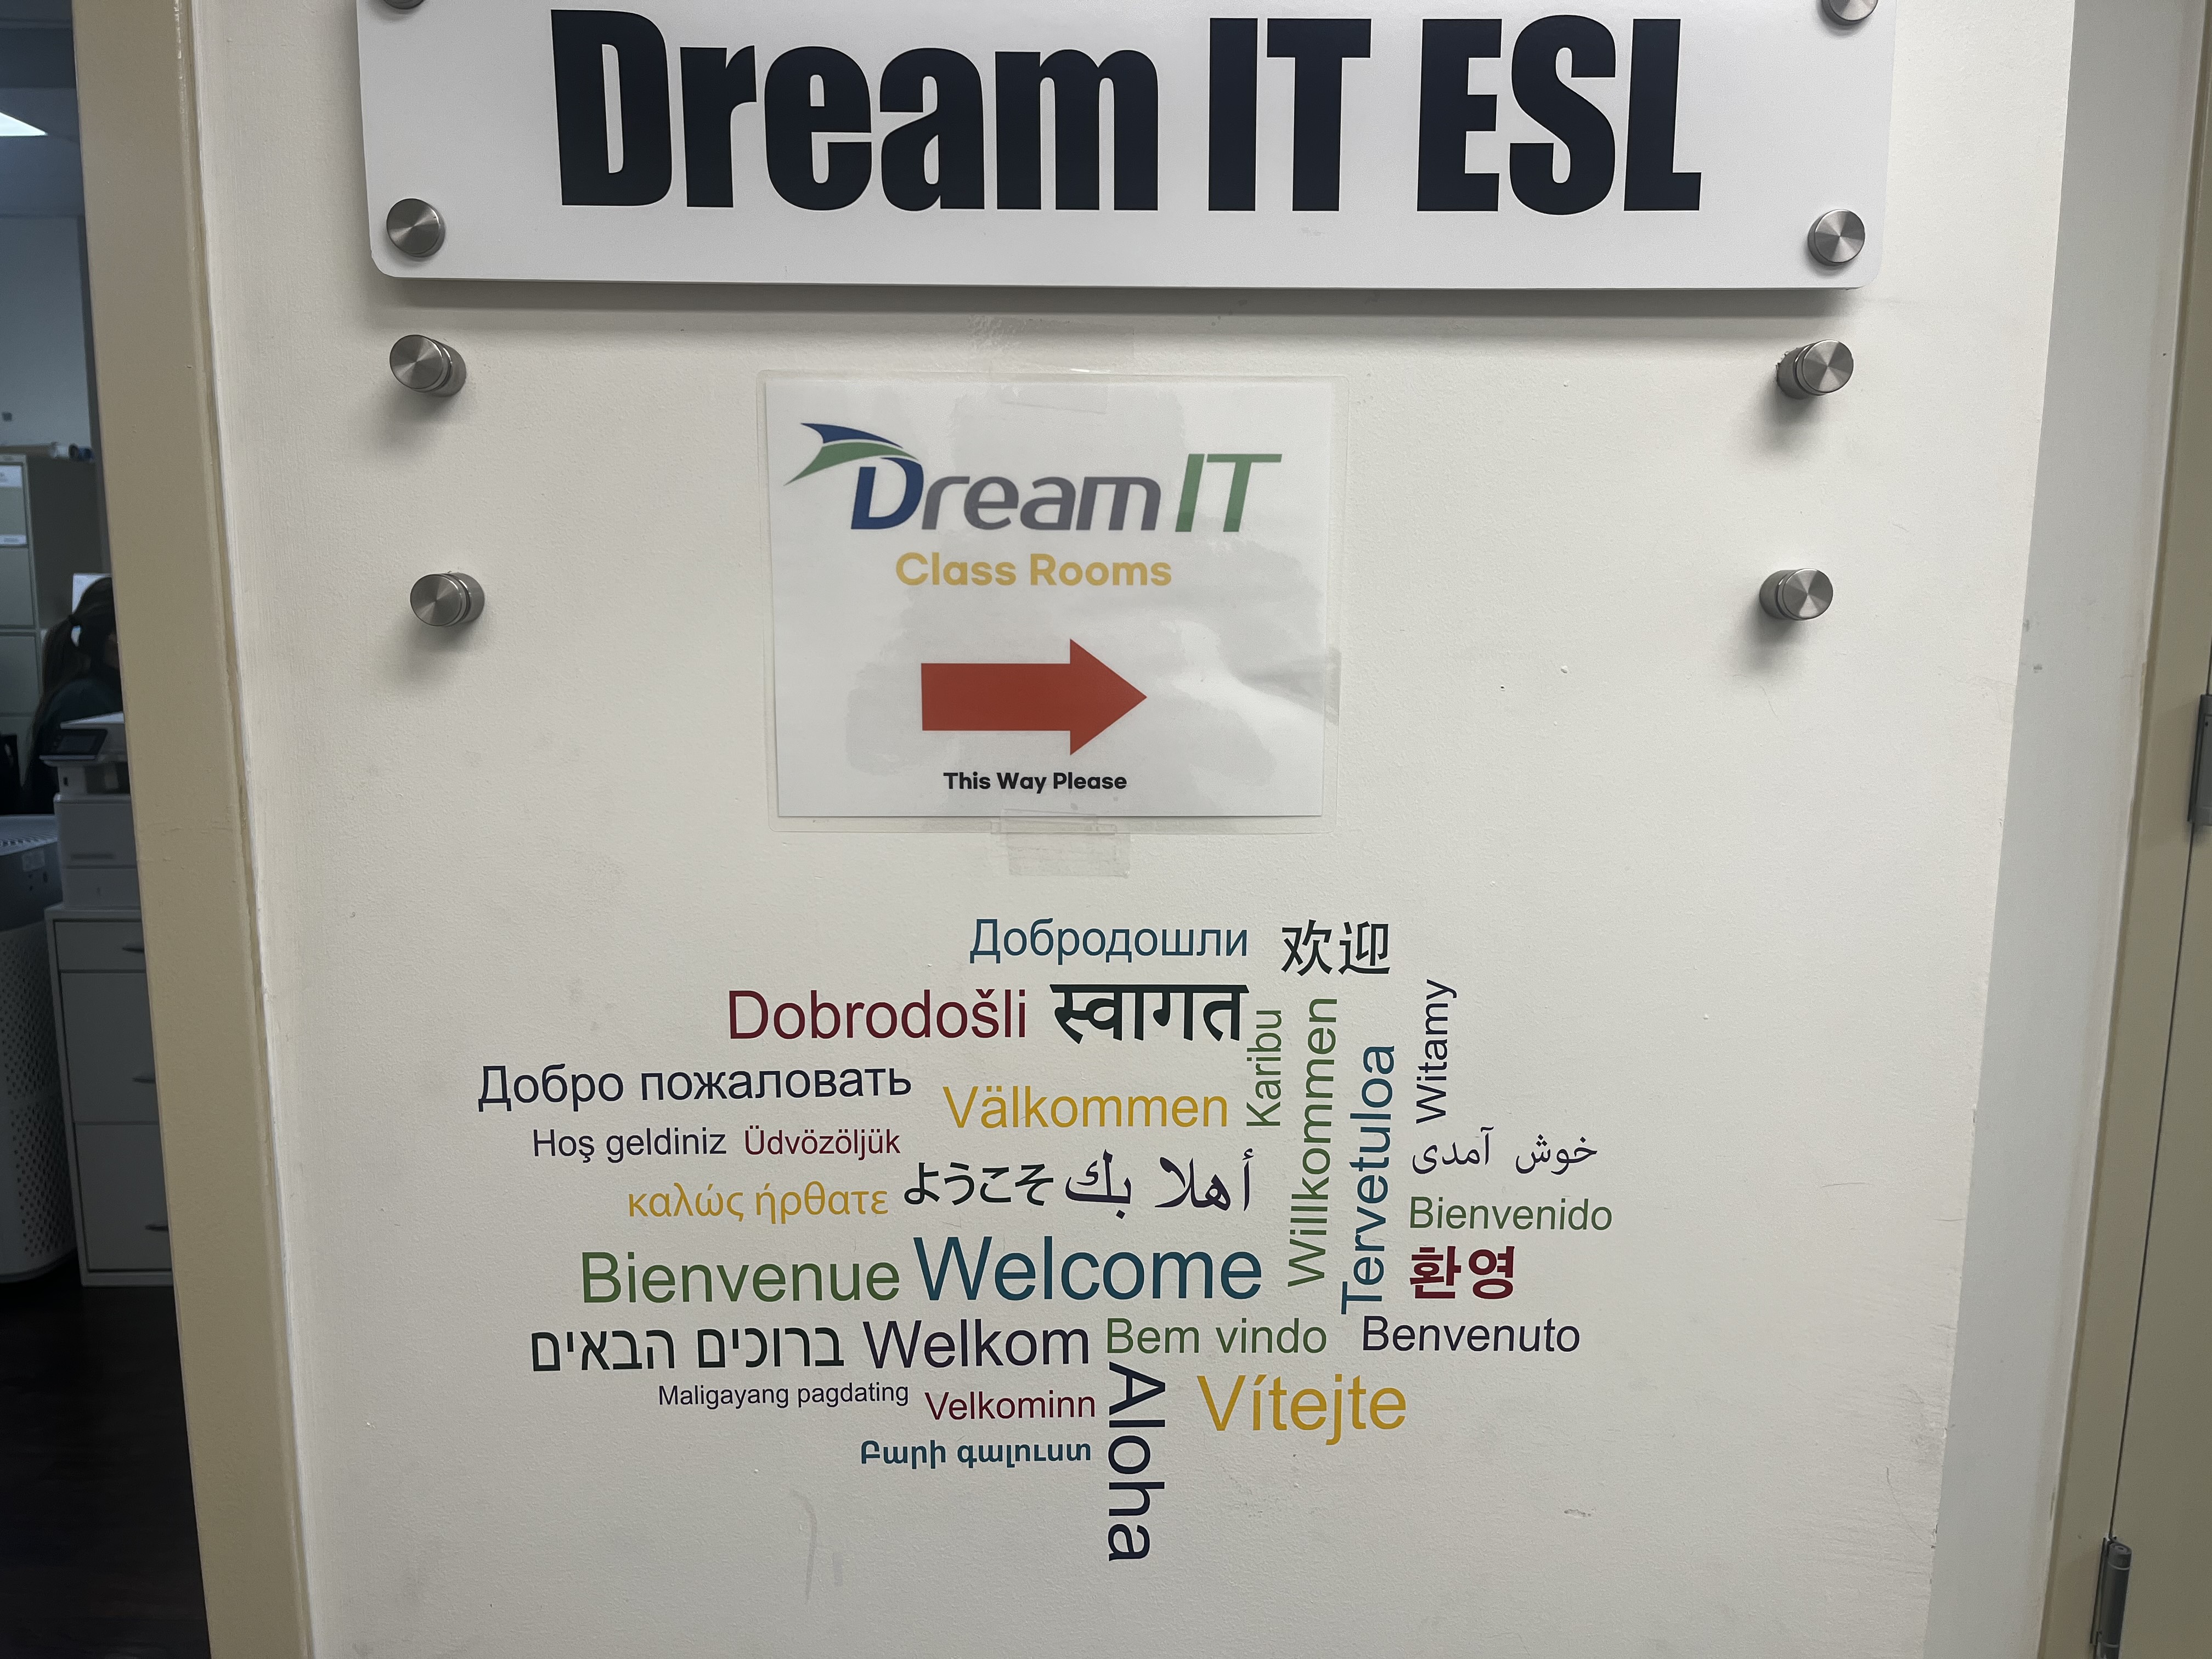 Dream IT ESL
Dream IT
Class Rooms
This Way Please
Добродошли 欢迎
Dobrodošli स्वागत
Karibu
Willkommen
Tervetuloa
Witamy
Добро пожаловать
Välkommen
Hoş geldiniz Üdvözöljük
خوش آمدی
καλώς ήρθατε ようこそ أهلا بك
Bienvenido
Bienvenue Welcome
환영
ברוכים הבאים Welkom Bem vindo Benvenuto
Maligayang pagdating Velkominn
Aloha
Vítejte
Բարի գալուստ